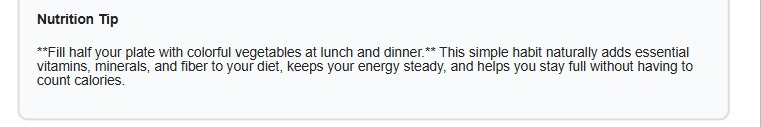 Nutrition Tip
**Fill half your plate with colorful vegetables at lunch and dinner.** This simple habit naturally adds essential
vitamins, minerals, and fiber to your diet, keeps your energy steady, and helps you stay full without having to
count calories.